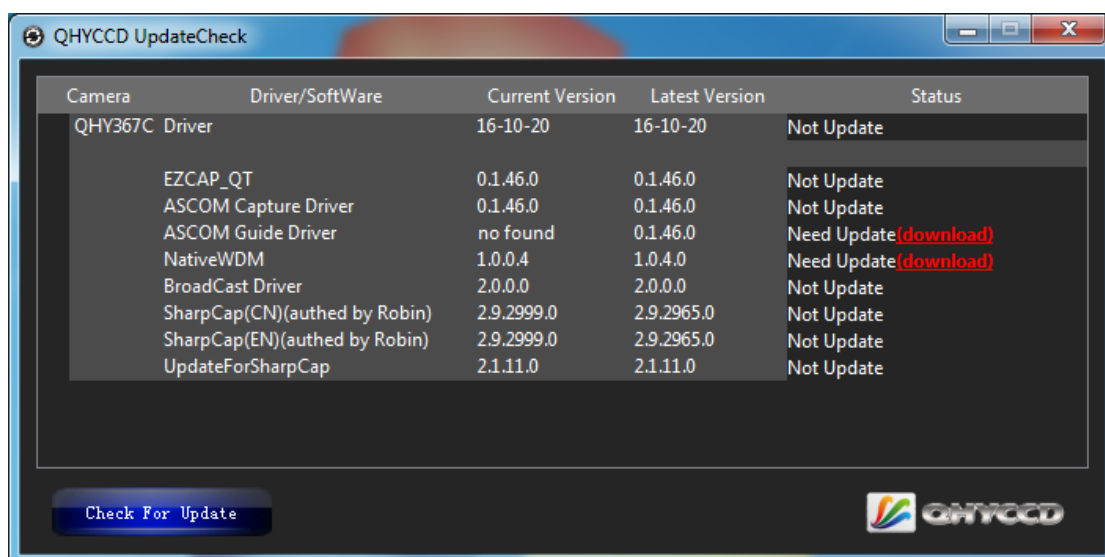 QHYCCD UpdateCheck
Camera Driver/SoftWare Current Version Latest Version Status
QHY367C Driver 16-10-20 16-10-20 Not Update
EZCAP_QT 0.1.46.0 0.1.46.0 Not Update
ASCOM Capture Driver 0.1.46.0 0.1.46.0 Not Update
ASCOM Guide Driver no found 0.1.46.0 Need Update(download)
NativeWDM 1.0.0.4 1.0.4.0 Need Update(download)
BroadCast Driver 2.0.0.0 2.0.0.0 Not Update
SharpCap(CN)(authed by Robin) 2.9.2999.0 2.9.2965.0 Not Update
SharpCap(EN)(authed by Robin) 2.9.2999.0 2.9.2965.0 Not Update
UpdateForSharpCap 2.1.11.0 2.1.11.0 Not Update
Check For Update
QHYCCD